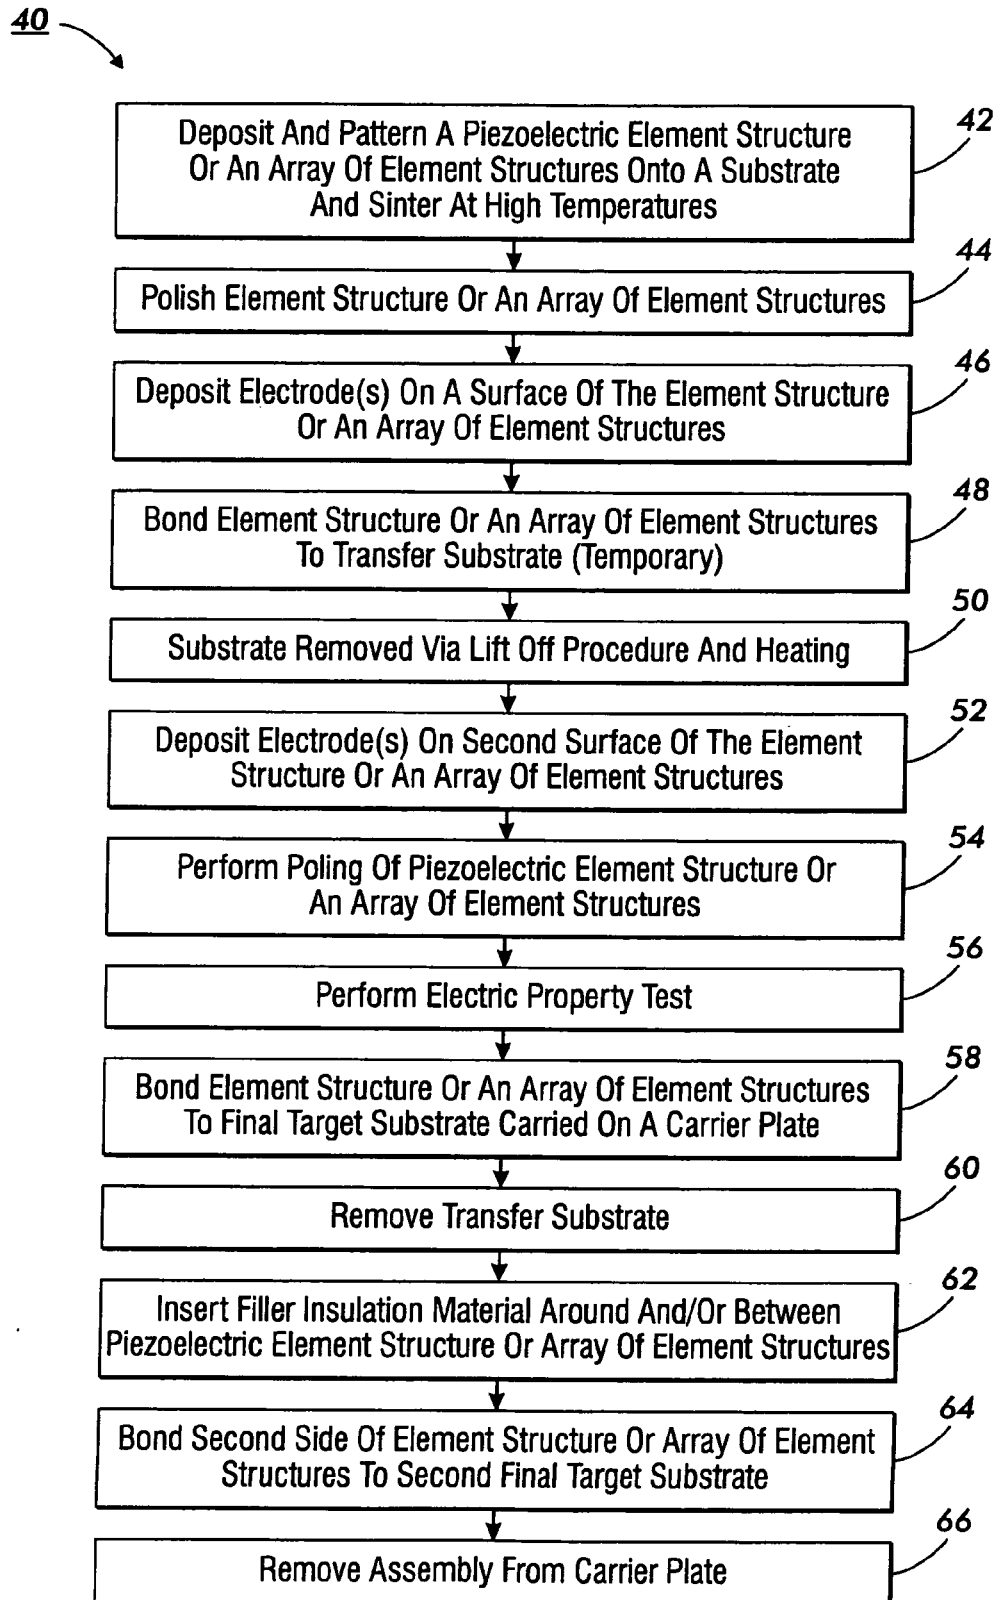 40
Deposit And Pattern A Piezoelectric Element Structure
Or An Array Of Element Structures Onto A Substrate
And Sinter At High Temperatures
42
Polish Element Structure Or An Array Of Element Structures
44
Deposit Electrode(s) On A Surface Of The Element Structure
Or An Array Of Element Structures
46
Bond Element Structure Or An Array Of Element Structures
To Transfer Substrate (Temporary)
48
Substrate Removed Via Lift Off Procedure And Heating
50
Deposit Electrode(s) On Second Surface Of The Element
Structure Or An Array Of Element Structures
52
Perform Poling Of Piezoelectric Element Structure Or
An Array Of Element Structures
54
Perform Electric Property Test
56
Bond Element Structure Or An Array Of Element Structures
To Final Target Substrate Carried On A Carrier Plate
58
Remove Transfer Substrate
60
Insert Filler Insulation Material Around And/Or Between
Piezoelectric Element Structure Or Array Of Element Structures
62
Bond Second Side Of Element Structure Or Array Of Element
Structures To Second Final Target Substrate
64
Remove Assembly From Carrier Plate
66